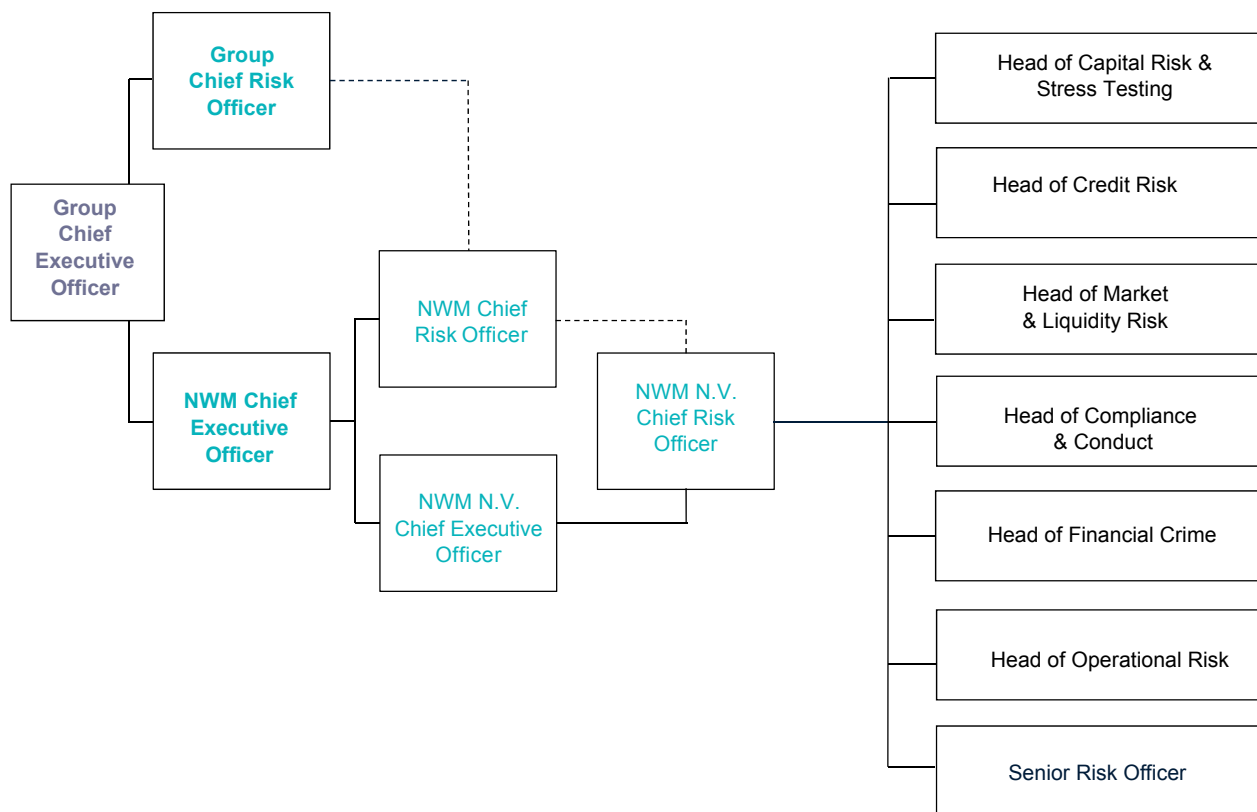 Group
Chief Risk
Officer
Group
Chief
Executive
Officer
NWM Chief
Executive
Officer
NWM Chief
Risk Officer
NWM N.V.
Chief Executive
Officer
NWM N.V.
Chief Risk
Officer
Head of Capital Risk &
Stress Testing
Head of Credit Risk
Head of Market
& Liquidity Risk
Head of Compliance
& Conduct
Head of Financial Crime
Head of Operational Risk
Senior Risk Officer